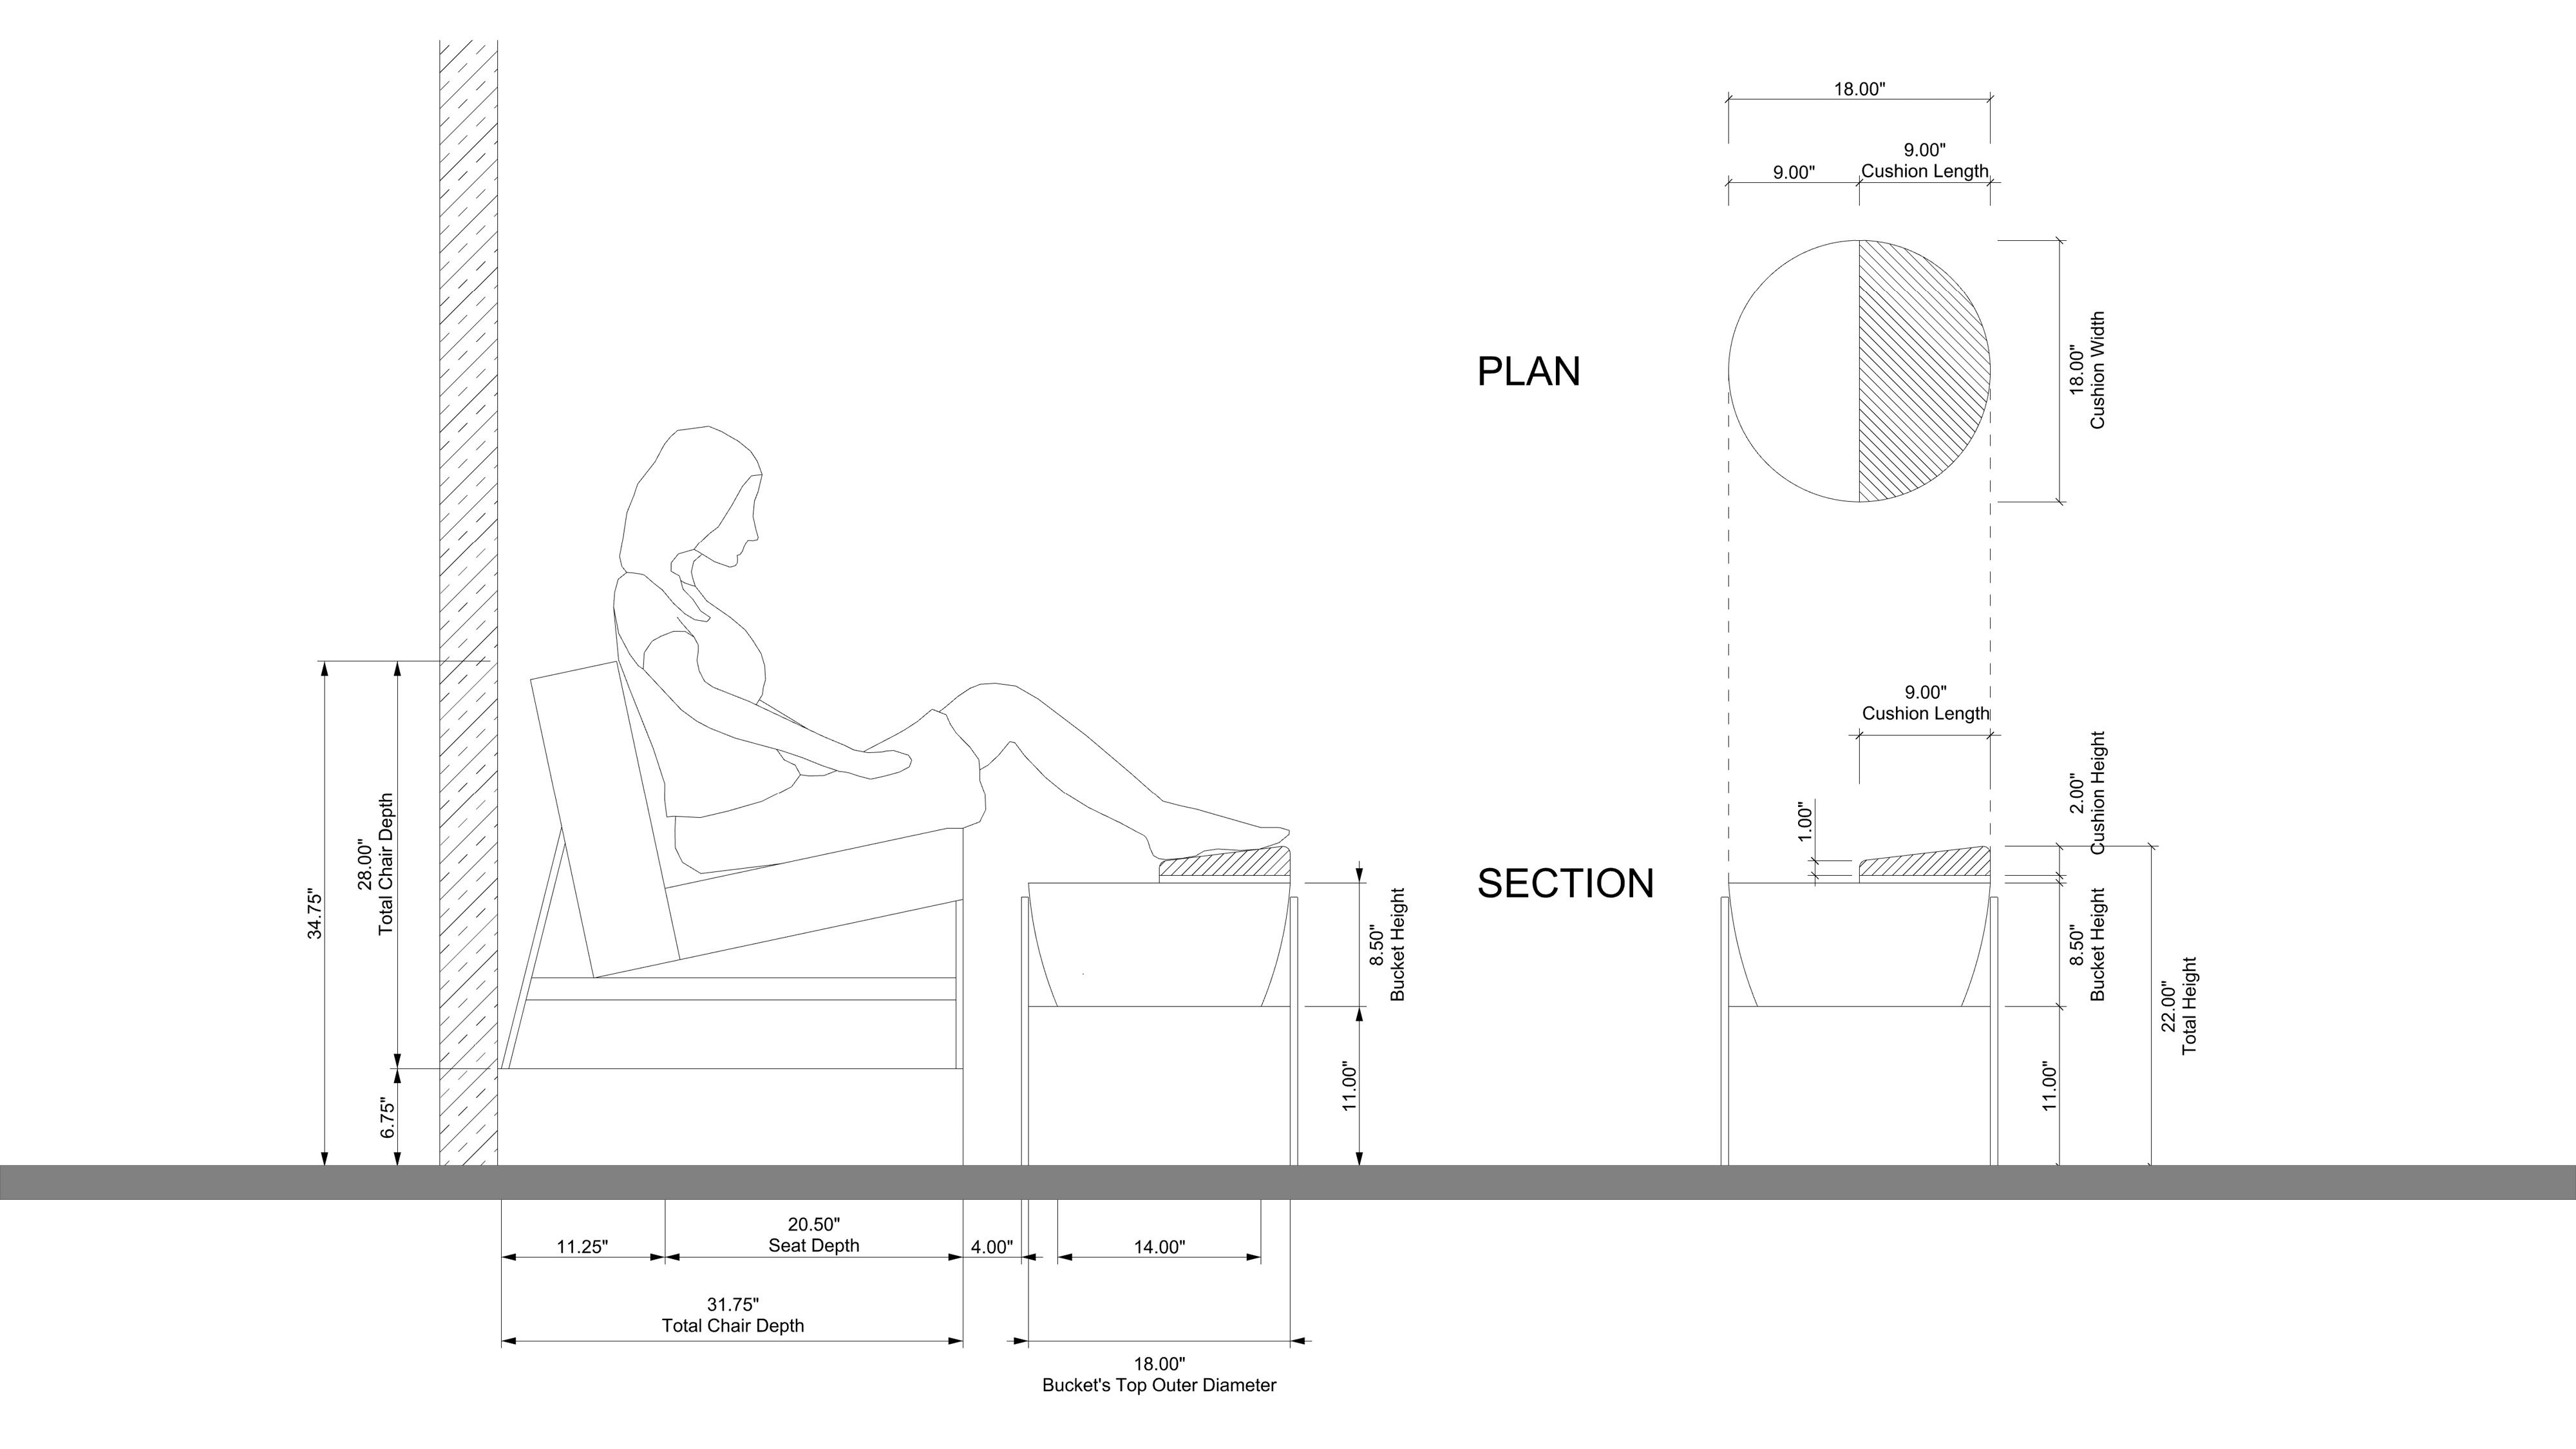 18.00"
9.00"
9.00"
Cushion Length
PLAN
18.00"
Cushion Width
9.00"
Cushion Length
1.00"
2.00"
Cushion Height
SECTION
8.50"
Bucket Height
11.00"
22.00"
Total Height
34.75"
28.00"
Total Chair Depth
6.75"
8.50"
Bucket Height
11.00"
11.25"
20.50"
Seat Depth
4.00"
14.00"
31.75"
Total Chair Depth
18.00"
Bucket's Top Outer Diameter